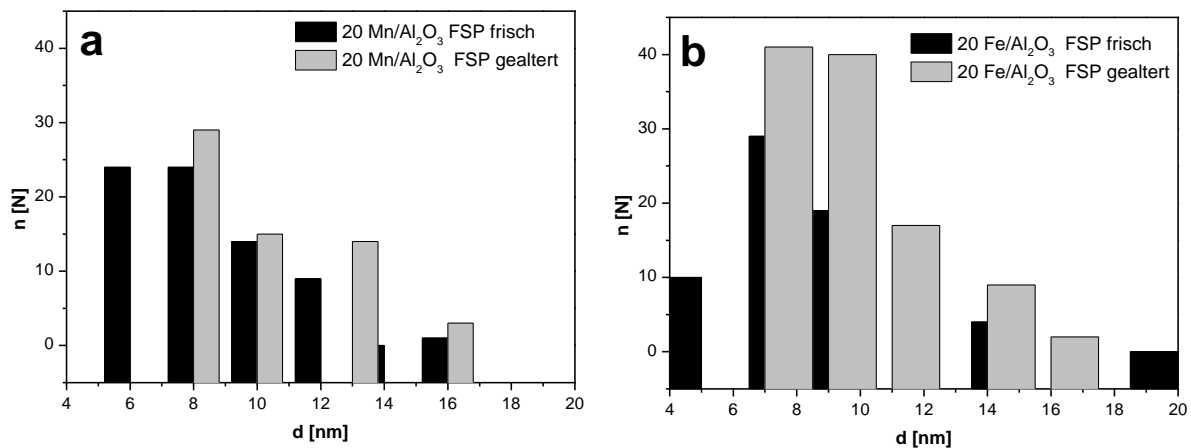 a
20 Mn/Al₂O₃ FSP frisch
20 Mn/Al₂O₃ FSP gealtert
40
30
20
10
0
n [N]
4 6 8 10 12 14 16 18 20
d [nm]
b
20 Fe/Al₂O₃ FSP frisch
20 Fe/Al₂O₃ FSP gealtert
40
30
20
10
0
n [N]
4 6 8 10 12 14 16 18 20
d [nm]